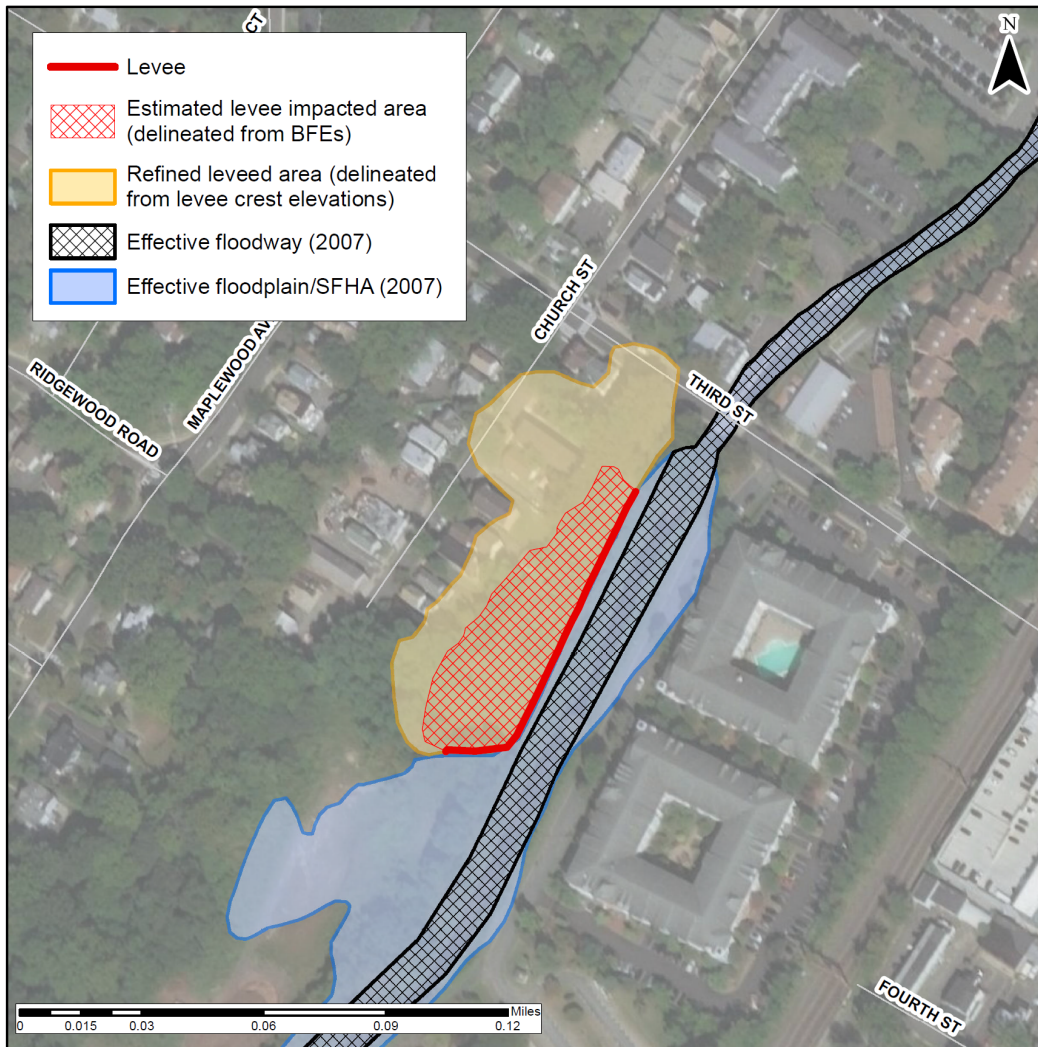 CT
N
Levee
Estimated levee impacted area
(delineated from BFEs)
Refined leveed area (delineated
from levee crest elevations)
Effective floodway (2007)
Effective floodplain/SFHA (2007)
CHURCH ST
RIDGEWOOD ROAD
MAPLEWOOD AV
THIRD ST
FOURTH ST
Miles
0 0.015 0.03 0.06 0.09 0.12